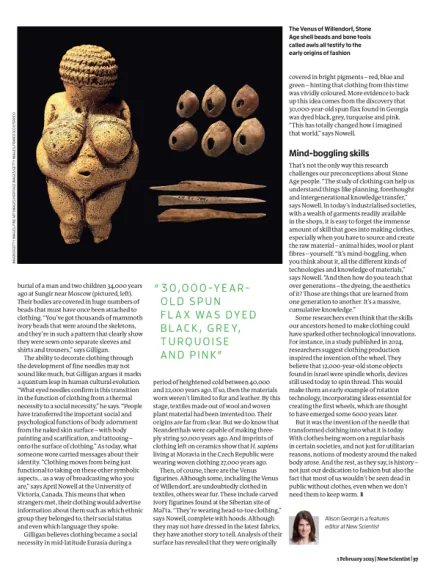 The Venus of Willendorf, Stone
Age shell beads and bone tools
called awls all testify to the
early origins of fashion
burial of a man and two children 34,000 years
ago at Sungir near Moscow (pictured, left).
Their bodies are covered in huge numbers of
beads that must have once been attached to
clothing. "You've got thousands of mammoth
ivory beads that were around the skeletons,
and they're in such a pattern that clearly show
they were sewn onto separate sleeves and
shirts and trousers," says Gilligan.
The ability to decorate clothing through
the development of fine needles may not
sound like much, but Gilligan argues it marks
a quantum leap in human cultural evolution.
"What eyed needles confirm is this transition
in the function of clothing from a thermal
necessity to a social necessity," he says. "People
have transferred the important social and
psychological functions of body adornment
from the naked skin surface – with body
painting and scarification, and tattooing –
onto the surface of clothing." As today, what
someone wore carried messages about their
identity. "Clothing moves from being just
functional to taking on these other symbolic
aspects... as a way of broadcasting who you
are," says April Nowell at the University of
Victoria, Canada. This means that when
strangers met, their clothing would advertise
information about them such as which ethnic
group they belonged to, their social status
and even which language they spoke.
Gilligan believes clothing became a social
necessity in mid-latitude Eurasia during a
"30,000-YEAR-
OLD SPUN
FLAX WAS DYED
BLACK, GREY,
TURQUOISE
AND PINK"
period of heightened cold between 40,000
and 22,000 years ago. If so, then the materials
worn weren't limited to fur and leather. By this
stage, textiles made out of wool and woven
plant material had been invented too. Their
origins are far from clear. But we do know that
Neanderthals were capable of making three-
ply string 50,000 years ago. And imprints of
clothing left on ceramics show that H. sapiens
living at Moravia in the Czech Republic were
wearing woven clothing 27,000 years ago.
Then, of course, there are the Venus
figurines. Although some, including the Venus
of Willendorf, are undoubtedly clothed in
textiles, others wear fur. These include carved
ivory figurines found at the Siberian site of
Mal'ta. "They're wearing head-to-toe clothing,"
says Nowell, complete with hoods. Although
they may not have dressed in the latest fabrics,
they have another story to tell. Analysis of their
surface has revealed that they were originally
covered in bright pigments – red, blue and
green – hinting that clothing from this time
was vividly coloured. More evidence to back
up this idea comes from the discovery that
30,000-year-old spun flax found in Georgia
was dyed black, grey, turquoise and pink.
"This has totally changed how I imagined
that world," says Nowell.
Mind-boggling skills
That's not the only way this research
challenges our preconceptions about Stone
Age people. "The study of clothing can help us
understand things like planning, forethought
and intergenerational knowledge transfer,"
says Nowell. In today's industrialised societies,
with a wealth of garments readily available
in the shops, it is easy to forget the immense
amount of skill that goes into making clothes,
especially when you have to source and create
the raw material – animal hides, wool or plant
fibres – yourself. "It's mind-boggling, when
you think about it, all the different kinds of
technologies and knowledge of materials,"
says Nowell. "And then how do you teach that
over generations – the dyeing, the aesthetics
of it? Those are things that are learned from
one generation to another. It's a massive,
cumulative knowledge."
Some researchers even think that the skills
our ancestors honed to make clothing could
have sparked other technological innovations.
For instance, in a study published in 2024,
researchers suggest clothing production
inspired the invention of the wheel. They
believe that 12,000-year-old stone objects
found in Israel were spindle whorls, devices
still used today to spin thread. This would
make them an early example of rotation
technology, incorporating ideas essential for
creating the first wheels, which are thought
to have emerged some 6000 years later.
But it was the invention of the needle that
transformed clothing into what it is today.
With clothes being worn on a regular basis
in certain societies, and not just for utilitarian
reasons, notions of modesty around the naked
body arose. And the rest, as they say, is history –
not just our dedication to fashion but also the
fact that most of us wouldn't be seen dead in
public without clothes, even when we don't
need them to keep warm.
Alison George is a features
editor at New Scientist
1 February 2025 | New Scientist | 37